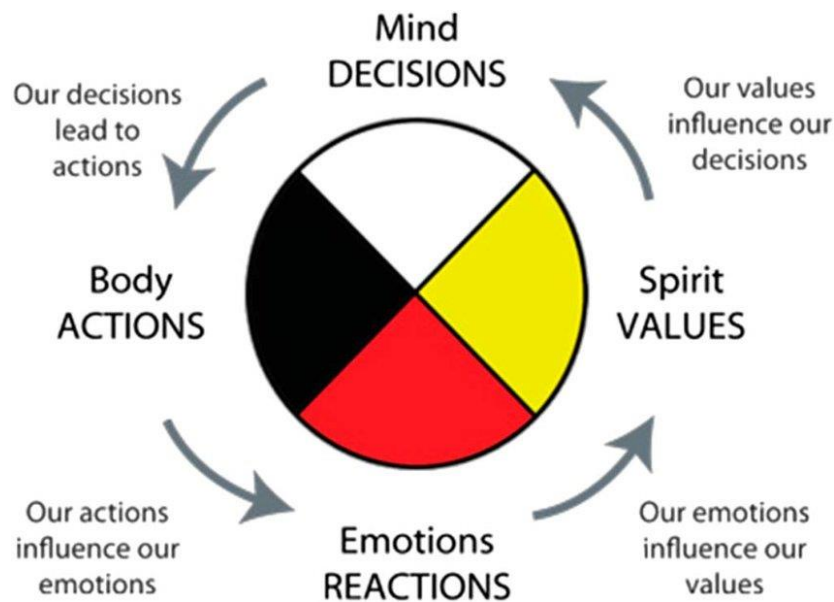 Mind
DECISIONS
Our decisions
lead to
actions
Our values
influence our
decisions
Body
ACTIONS
Spirit
VALUES
Our actions
influence our
emotions
Emotions
REACTIONS
Our emotions
influence our
values